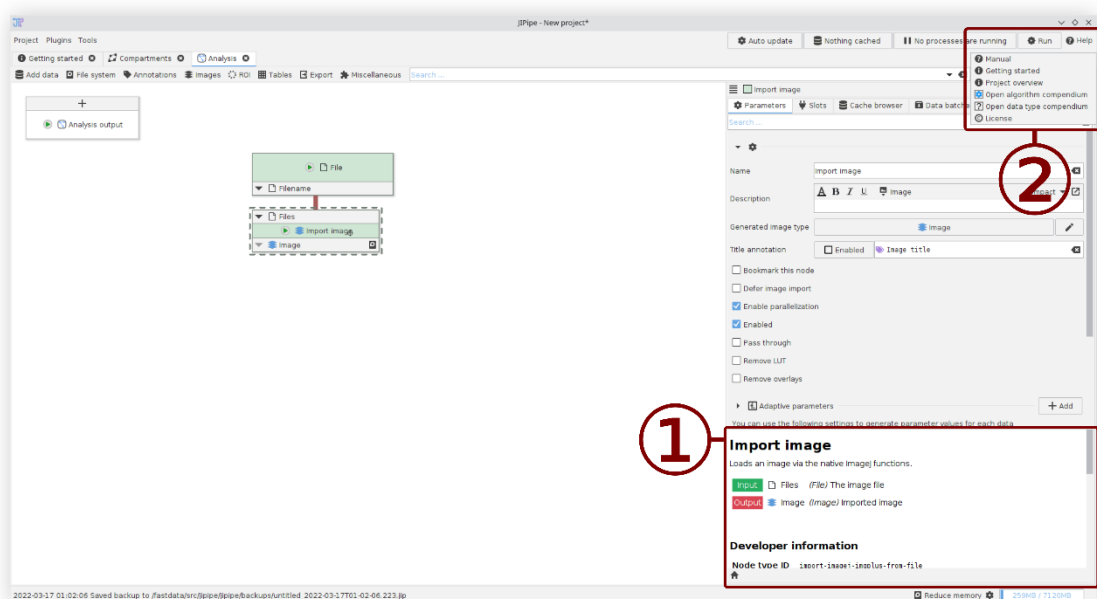 JIPipe - New project*
Project Plugins Tools
Auto update Nothing cached No processes are running Run Help
Getting started Compartments Analysis
Manual
Getting started
Project overview
Open algorithm compendium
Open data type compendium
License
2
Add data File system Annotations Images ROI Tables Export Miscellaneous Search ...
Analysis output
File
Filename
Files
Import image
Image
Import image
Parameters Slots Cache browser Data batche
Search ...
Name Import image
Description B I U Image
Generated image type Image
Title annotation Enabled Image title
Bookmark this node
Defer image import
Enable parallelization
Enabled
Pass through
Remove LUT
Remove overlays
Adaptive parameters Add
You can use the following settings to generate parameter values for each data
1
Import image
Loads an image via the native ImageJ functions.
Input Files (File) The image file
Output Image (Image) Imported image
Developer information
Node type ID import-imagej-imgplus-from-file
2022-03-17 01:02:06 Saved backup to /fastdata/src/jipipe/jipipe/backups/untitled_2022-03-17T01-02-06.223.jip
Reduce memory 259MB / 7120MB